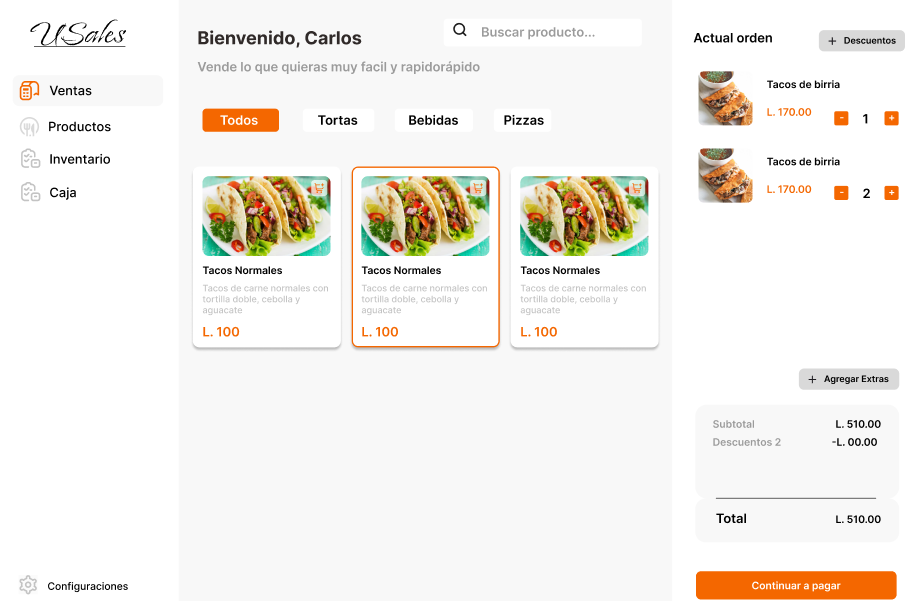 USales
Ventas
Productos
Inventario
Caja
Configuraciones
Bienvenido, Carlos
Buscar producto...
Vende lo que quieras muy facil y rapidorápido
Todos
Tortas
Bebidas
Pizzas
Tacos Normales
Tacos de carne normales con
tortilla doble, cebolla y
aguacate
L. 100
Tacos Normales
Tacos de carne normales con
tortilla doble, cebolla y
aguacate
L. 100
Tacos Normales
Tacos de carne normales con
tortilla doble, cebolla y
aguacate
L. 100
Actual orden
+ Descuentos
Tacos de birria
L. 170.00
- 1 +
Tacos de birria
L. 170.00
- 2 +
+ Agregar Extras
Subtotal L. 510.00
Descuentos 2 -L. 00.00
Total L. 510.00
Continuar a pagar